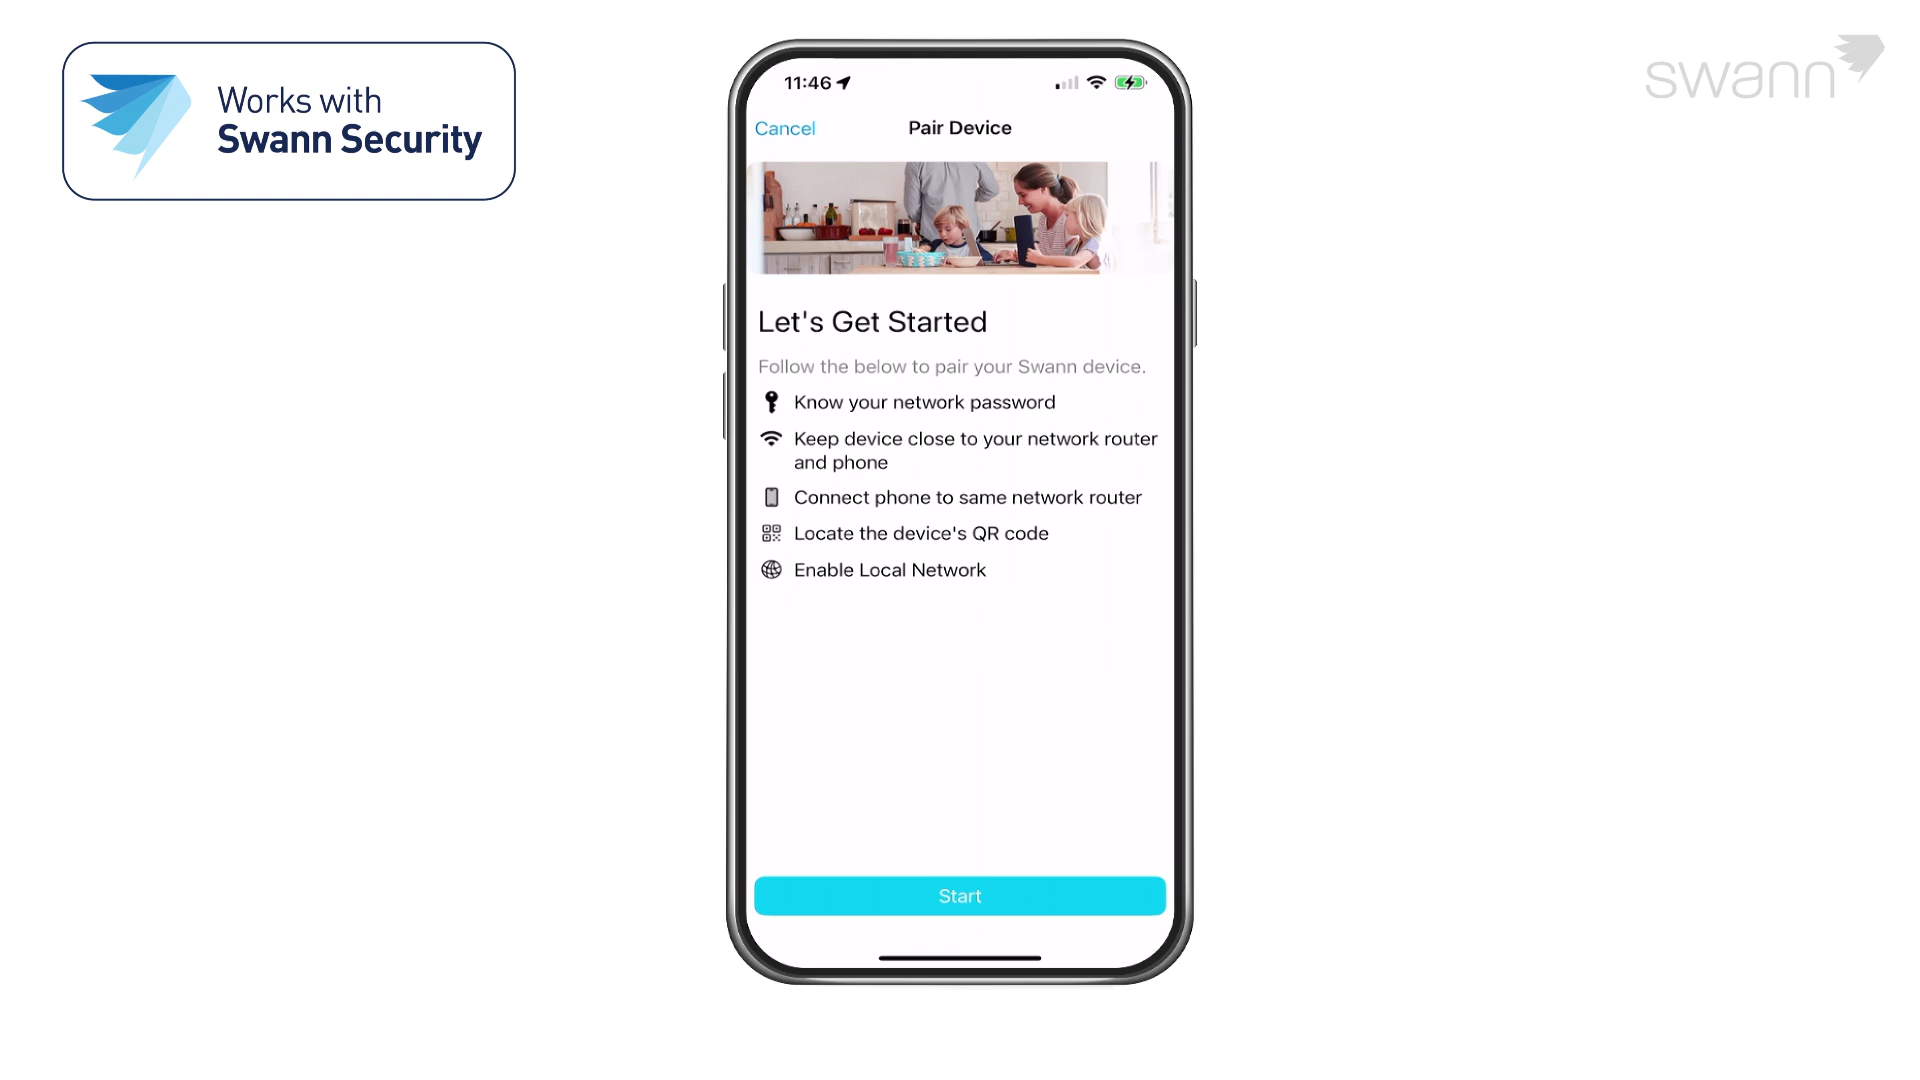 Works with
Swann Security
swann
11:46
Cancel
Pair Device
Let's Get Started
Follow the below to pair your Swann device.
Know your network password
Keep device close to your network router
and phone
Connect phone to same network router
Locate the device's QR code
Enable Local Network
Start